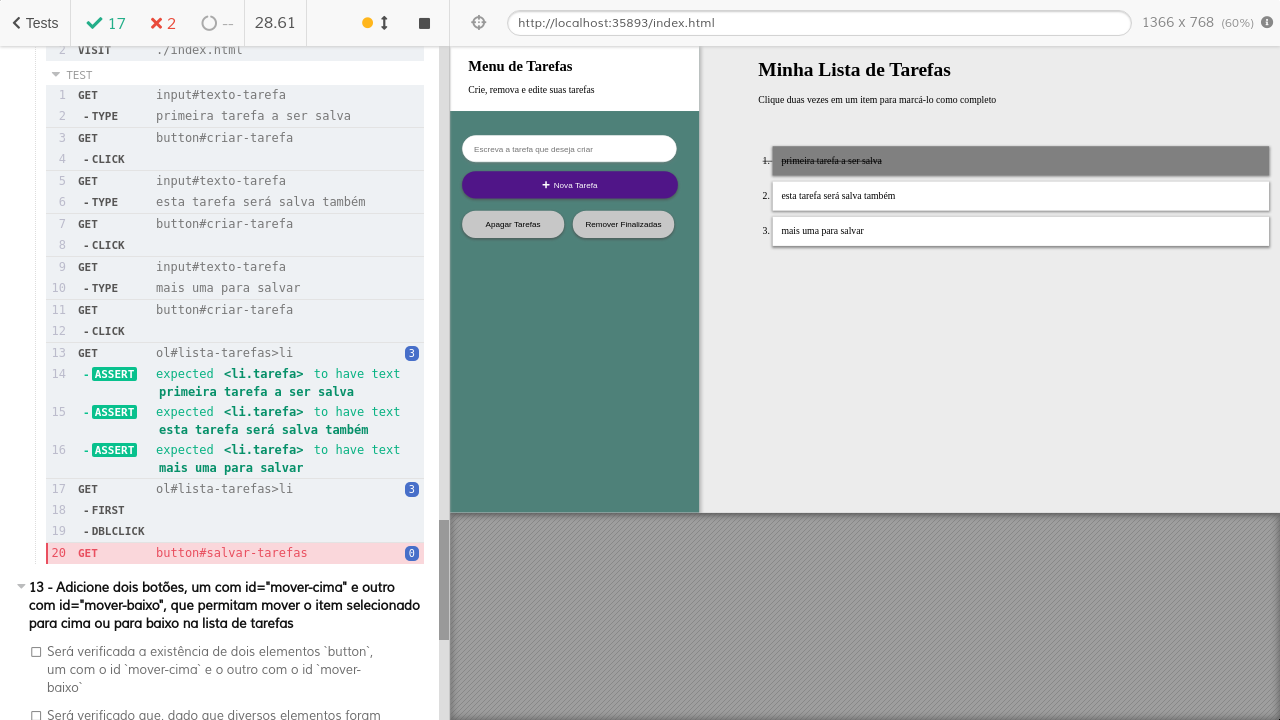 Tests
17
2
--
28.61
http://localhost:35893/index.html
1366 x 768 (60%)
2 VISIT ./index.html
TEST
1 GET input#texto-tarefa
2 -TYPE primeira tarefa a ser salva
3 GET button#criar-tarefa
4 -CLICK
5 GET input#texto-tarefa
6 -TYPE esta tarefa será salva também
7 GET button#criar-tarefa
8 -CLICK
9 GET input#texto-tarefa
10 -TYPE mais uma para salvar
11 GET button#criar-tarefa
12 -CLICK
13 GET ol#lista-tarefas>li 3
14 -ASSERT expected <li.tarefa> to have text
primeira tarefa a ser salva
15 -ASSERT expected <li.tarefa> to have text
esta tarefa será salva também
16 -ASSERT expected <li.tarefa> to have text
mais uma para salvar
17 GET ol#lista-tarefas>li 3
18 -FIRST
19 -DBLCLICK
20 GET button#salvar-tarefas 0
13 - Adicione dois botões, um com id="mover-cima" e outro
com id="mover-baixo", que permitam mover o item selecionado
para cima ou para baixo na lista de tarefas
Será verificada a existência de dois elementos `button`,
um com o id `mover-cima` e o outro com o id `mover-
baixo`
Será verificado que, dado que diversos elementos foram
Menu de Tarefas
Crie, remova e edite suas tarefas
Escreva a tarefa que deseja criar
+ Nova Tarefa
Apagar Tarefas
Remover Finalizadas
Minha Lista de Tarefas
Clique duas vezes em um item para marcá-lo como completo
1. primeira tarefa a ser salva
2. esta tarefa será salva também
3. mais uma para salvar